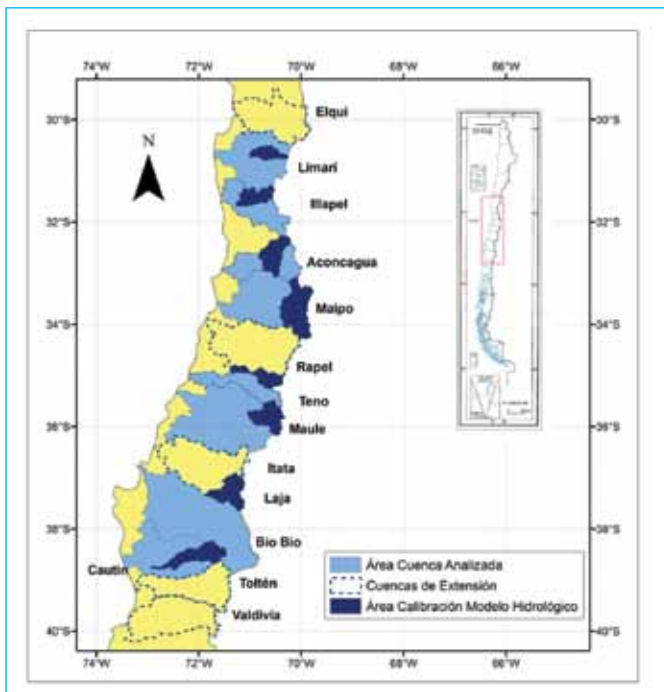 74°W 72°W 70°W 68°W 66°W
30°S 30°S
32°S 32°S
34°S 34°S
36°S 36°S
38°S 38°S
40°S 40°S
N
Elqui
Limarí
Illapel
Aconcagua
Maipo
Rapel
Teno
Maule
Itata
Laja
Bio Bio
Cautín
Toltén
Valdivia
Área Cuenca Analizada
Cuencas de Extensión
Área Calibración Modelo Hidrológico
74°W 72°W 70°W 68°W 66°W